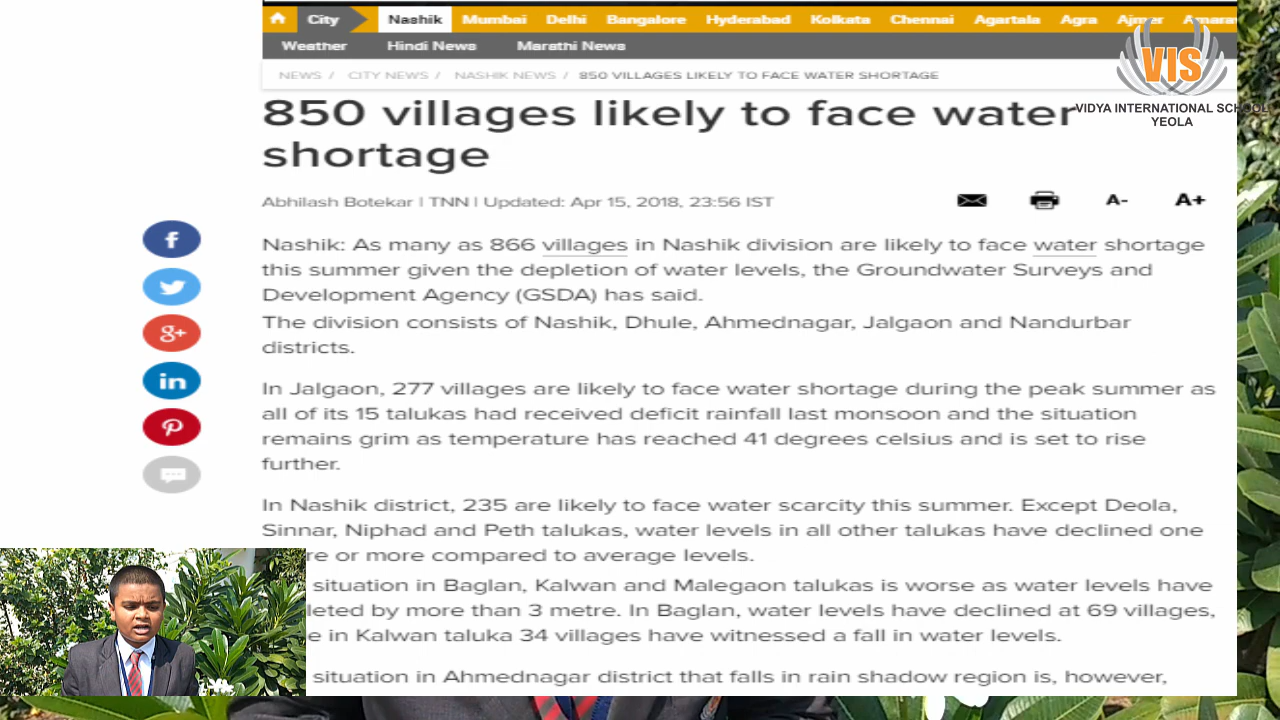 City Nashik Mumbai Delhi Bangalore Hyderabad Kolkata Chennai Agartala Agra Ajmer
Weather Hindi News Marathi News
NEWS / CITY NEWS / NASHIK NEWS / 850 VILLAGES LIKELY TO FACE WATER SHORTAGE
VIS
VIDYA INTERNATIONAL SCHOOL
YEOLA
850 villages likely to face water
shortage
Abhilash Botekar | TNN | Updated: Apr 15, 2018, 23:56 IST
A- A+
f
g+
in
Nashik: As many as 866 villages in Nashik division are likely to face water shortage
this summer given the depletion of water levels, the Groundwater Surveys and
Development Agency (GSDA) has said.
The division consists of Nashik, Dhule, Ahmednagar, Jalgaon and Nandurbar
districts.
In Jalgaon, 277 villages are likely to face water shortage during the peak summer as
all of its 15 talukas had received deficit rainfall last monsoon and the situation
remains grim as temperature has reached 41 degrees celsius and is set to rise
further.
In Nashik district, 235 are likely to face water scarcity this summer. Except Deola,
Sinnar, Niphad and Peth talukas, water levels in all other talukas have declined one
re or more compared to average levels.
situation in Baglan, Kalwan and Malegaon talukas is worse as water levels have
leted by more than 3 metre. In Baglan, water levels have declined at 69 villages,
e in Kalwan taluka 34 villages have witnessed a fall in water levels.
situation in Ahmednagar district that falls in rain shadow region is, however,